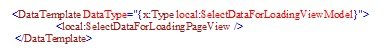 <DataTemplate DataType="{x:Type local:SelectDataForLoadingViewModel}">
<local:SelectDataForLoadingPageView />
</DataTemplate>